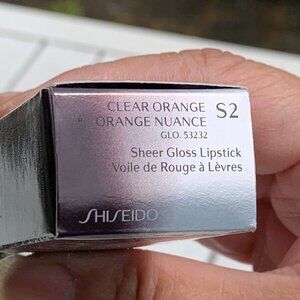 CLEAR ORANGE S2
ORANGE NUANCE
GLO. 53232
Sheer Gloss Lipstick
Voile de Rouge à Lèvres
SHISEIDO